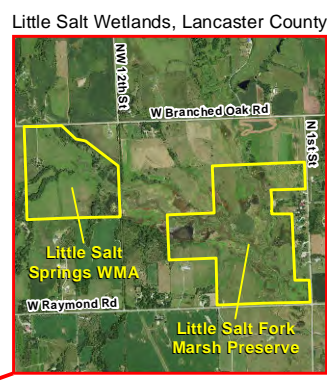 Little Salt Wetlands, Lancaster County
NW 12th St
W Branched Oak Rd
N 1st St
Little Salt
Springs WMA
W Raymond Rd
Little Salt Fork
Marsh Preserve